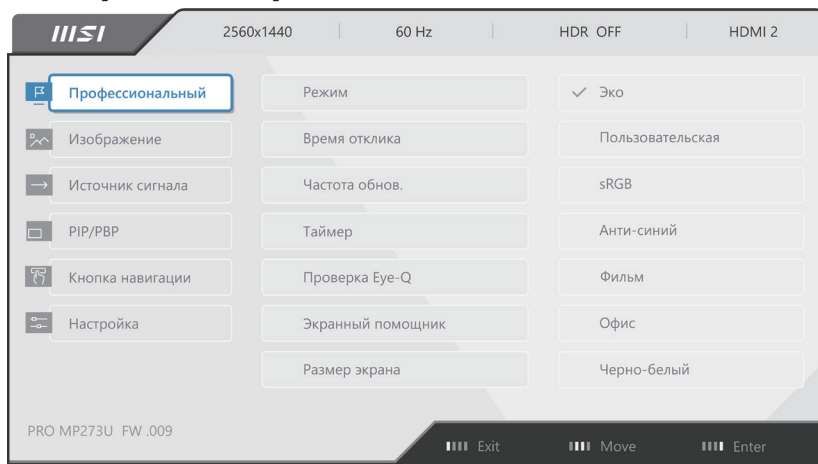 MSI 2560x1440 60 Hz HDR OFF HDMI 2
Профессиональный Режим Эко
Изображение Время отклика Пользовательская
Источник сигнала Частота обнов. sRGB
PIP/PBP Таймер Анти-синий
Кнопка навигации Проверка Eye-Q Фильм
Настройка Экранный помощник Офис
Размер экрана Черно-белый
PRO MP273U FW .009
Exit Move Enter